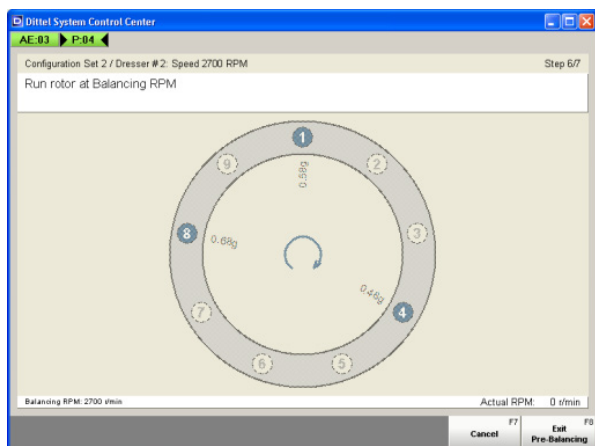 Dittel System Control Center
AE:03 P:04
Configuration Set 2 / Dresser #2: Speed 2700 RPM Step 6/7
Run rotor at Balancing RPM
1
9 2
0.58g
8 0.68g 3
0.46g 4
7
6 5
Balancing RPM: 2700 r/min Actual RPM: 0 r/min
F7 F8
Cancel Exit
Pre-Balancing